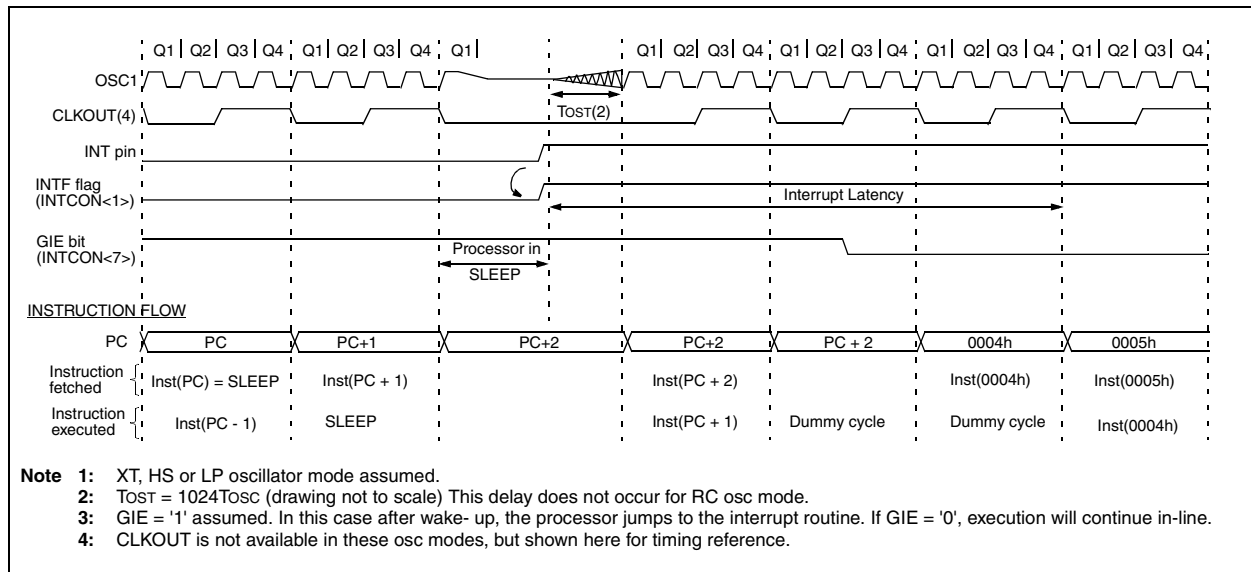 Q1 Q2 Q3 Q4 Q1 Q2 Q3 Q4 Q1 Q1 Q2 Q3 Q4 Q1 Q2 Q3 Q4 Q1 Q2 Q3 Q4 Q1 Q2 Q3 Q4
OSC1
CLKOUT(4)
TOST(2)
INT pin
INTF flag
(INTCON<1>)
Interrupt Latency
GIE bit
(INTCON<7>)
Processor in
SLEEP
INSTRUCTION FLOW
PC PC PC+1 PC+2 PC+2 PC + 2 0004h 0005h
Instruction
fetched
Inst(PC) = SLEEP Inst(PC + 1) Inst(PC + 2) Inst(0004h) Inst(0005h)
Instruction
executed
Inst(PC - 1) SLEEP Inst(PC + 1) Dummy cycle Dummy cycle Inst(0004h)
Note 1: XT, HS or LP oscillator mode assumed.
2: TOST = 1024TOSC (drawing not to scale) This delay does not occur for RC osc mode.
3: GIE = '1' assumed. In this case after wake- up, the processor jumps to the interrupt routine. If GIE = '0', execution will continue in-line.
4: CLKOUT is not available in these osc modes, but shown here for timing reference.